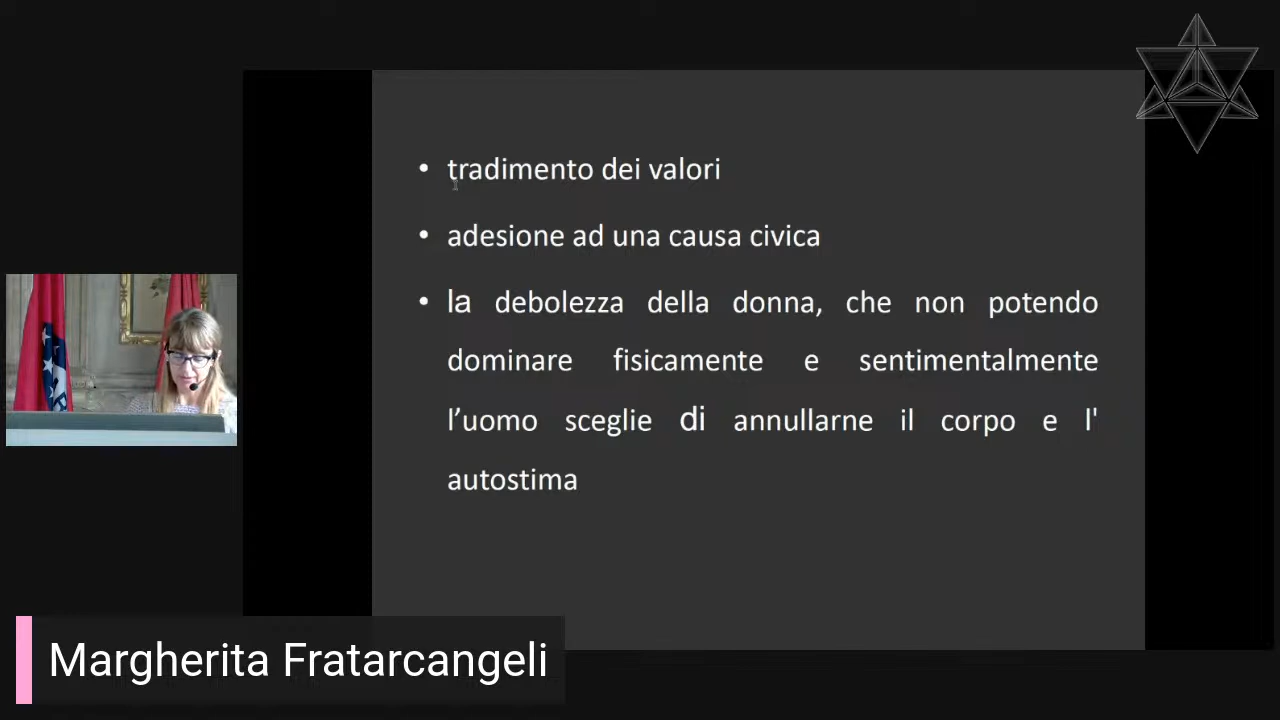 • tradimento dei valori
• adesione ad una causa civica
• la debolezza della donna, che non potendo
dominare fisicamente e sentimentalmente
l’uomo sceglie di annullarne il corpo e l'
autostima
Margherita Fratarcangeli